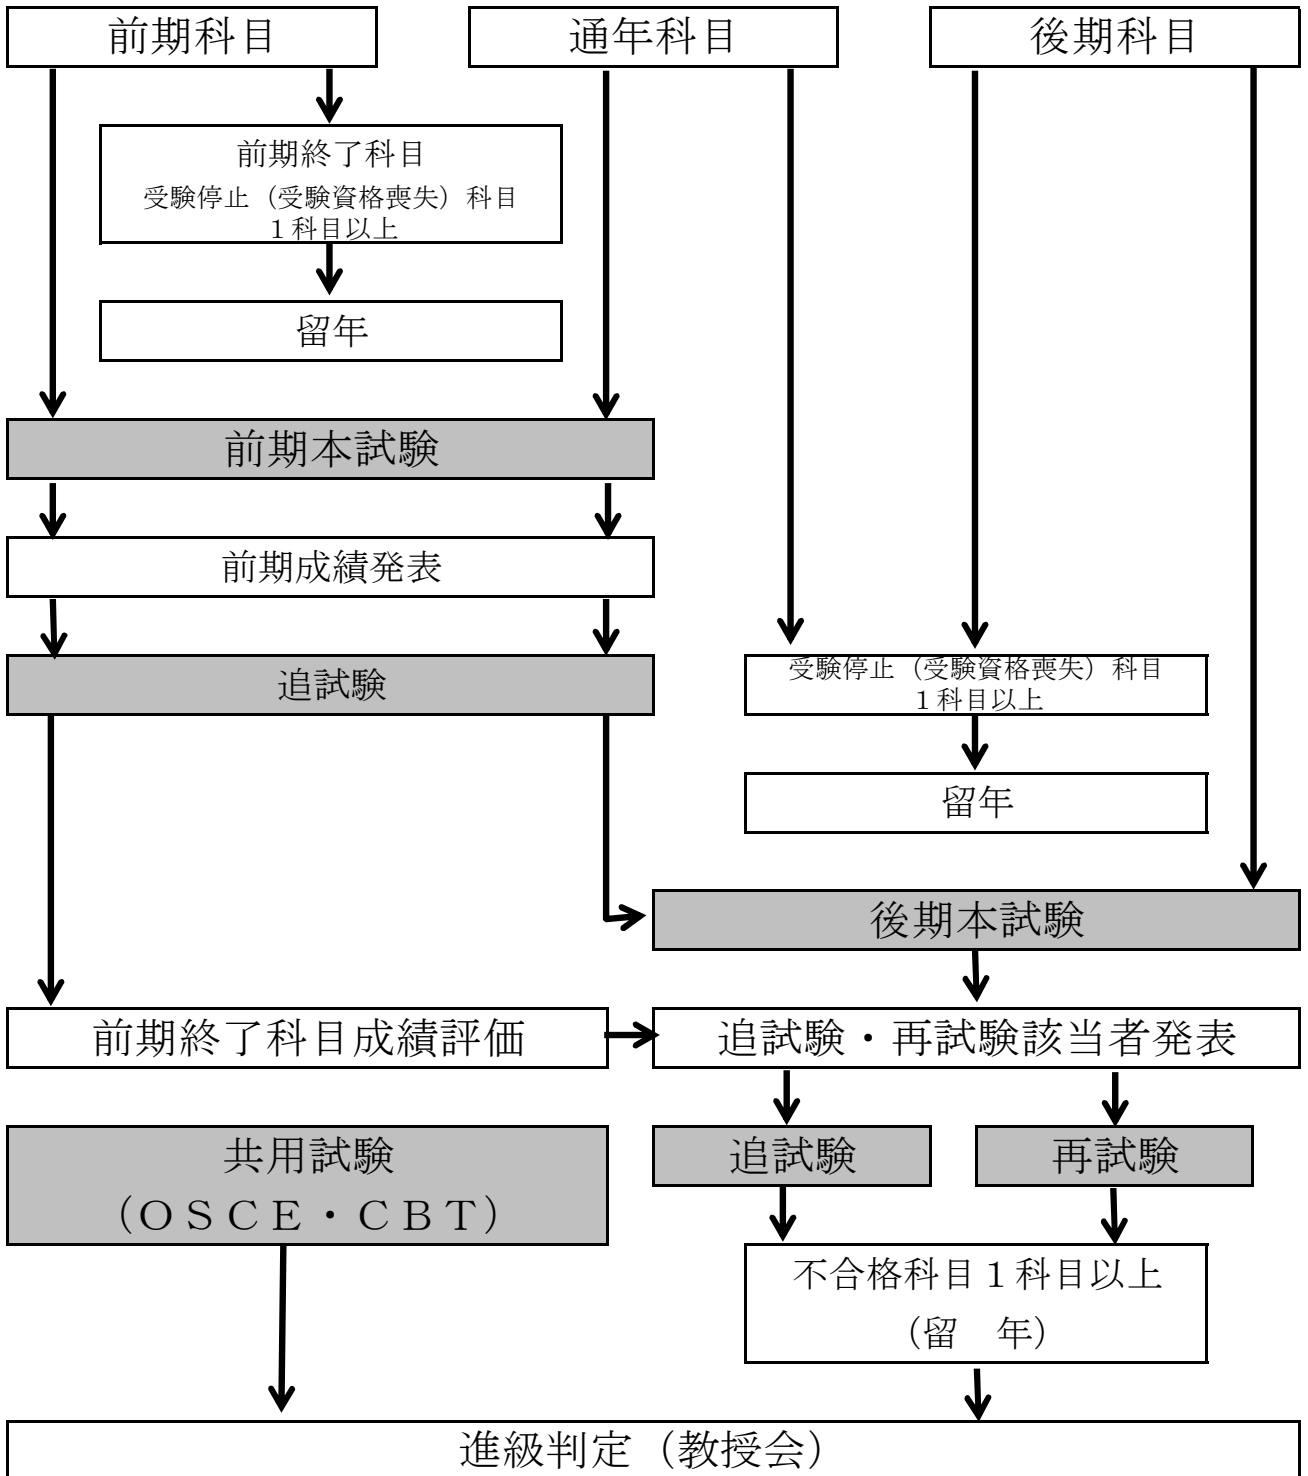 前期科目
通年科目
後期科目
前期終了科目
受験停止（受験資格喪失）科目
１科目以上
留年
前期本試験
前期成績発表
追試験
受験停止（受験資格喪失）科目
１科目以上
留年
後期本試験
前期終了科目成績評価
追試験・再試験該当者発表
共用試験
（ＯＳＣＥ・ＣＢＴ）
追試験
再試験
不合格科目１科目以上
（留　年）
進級判定（教授会）